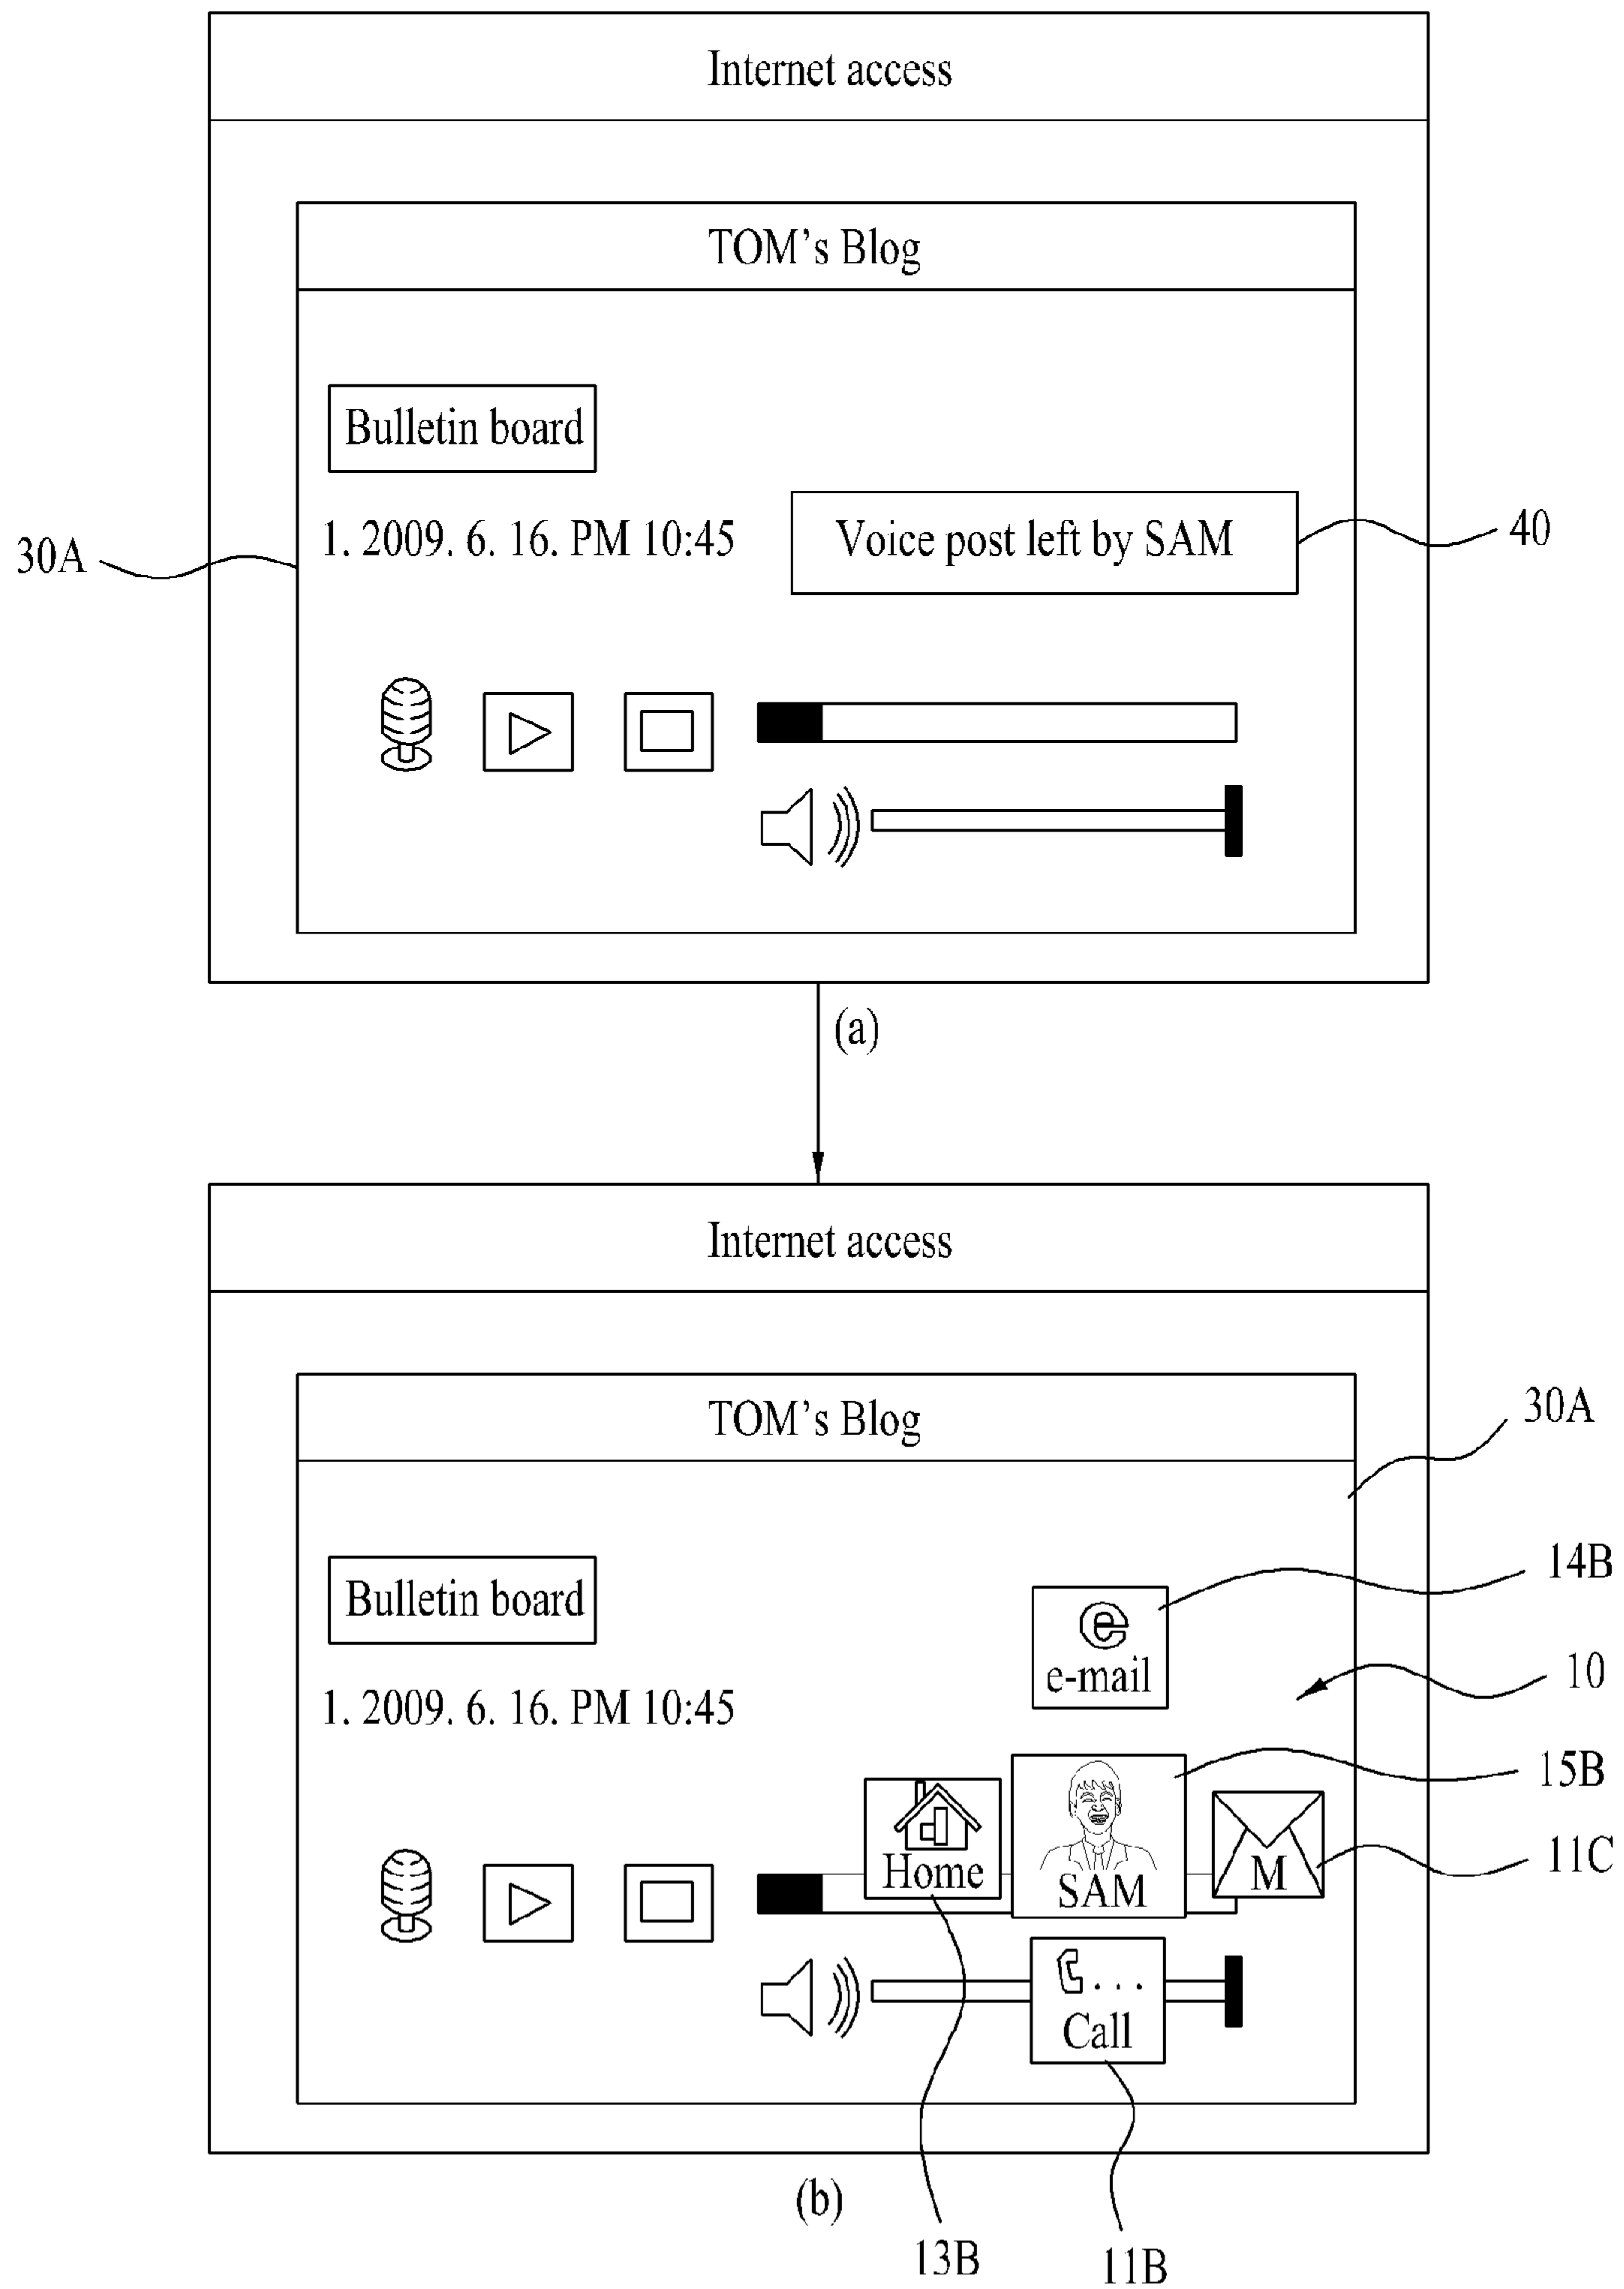 Internet access
TOM's Blog
Bulletin board
1. 2009. 6. 16. PM 10:45
Voice post left by SAM
40
30A
(a)
Internet access
TOM's Blog
30A
Bulletin board
14B
e
e-mail
10
1. 2009. 6. 16. PM 10:45
15B
Home
SAM
M
11C
...
Call
(b)
13B
11B